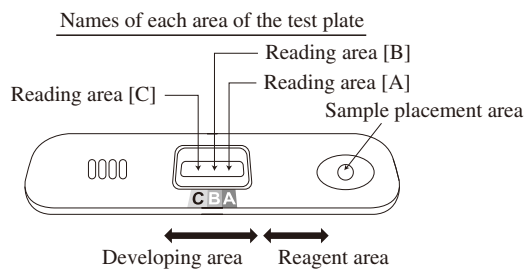 Names of each area of the test plate
Reading area [B]
Reading area [A]
Reading area [C]
Sample placement area
C B A
Developing area
Reagent area